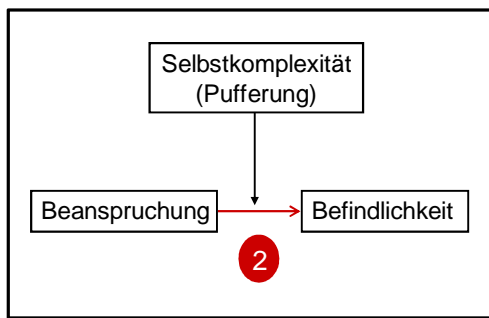 Selbstkomplexität
(Pufferung)
Beanspruchung
Befindlichkeit
2